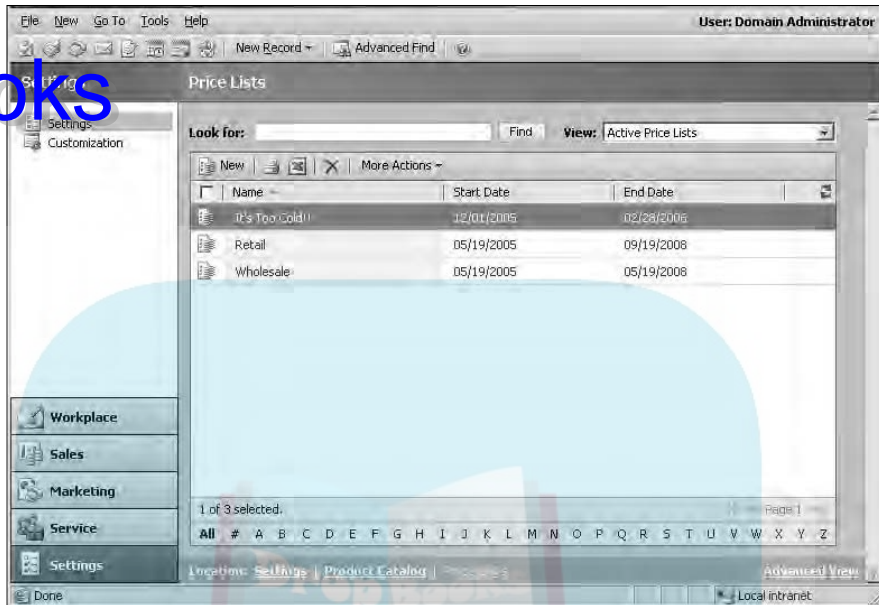 File New Go To Tools Help
User: Domain Administrator
New Record
Advanced Find
Settings
oks
Price Lists
Settings
Customization
Look for:
Find
View: Active Price Lists
New
More Actions
Name
Start Date
End Date
It's Too Cold!! 12/01/2005 02/28/2006
Retail 05/19/2005 09/19/2008
Wholesale 05/19/2005 05/19/2008
Workplace
Sales
Marketing
Service
Settings
1 of 3 selected.
Page 1
All # A B C D E F G H I J K L M N O P Q R S T U V W X Y Z
Location: Settings | Product Catalog |
Advanced View
Done
Local intranet